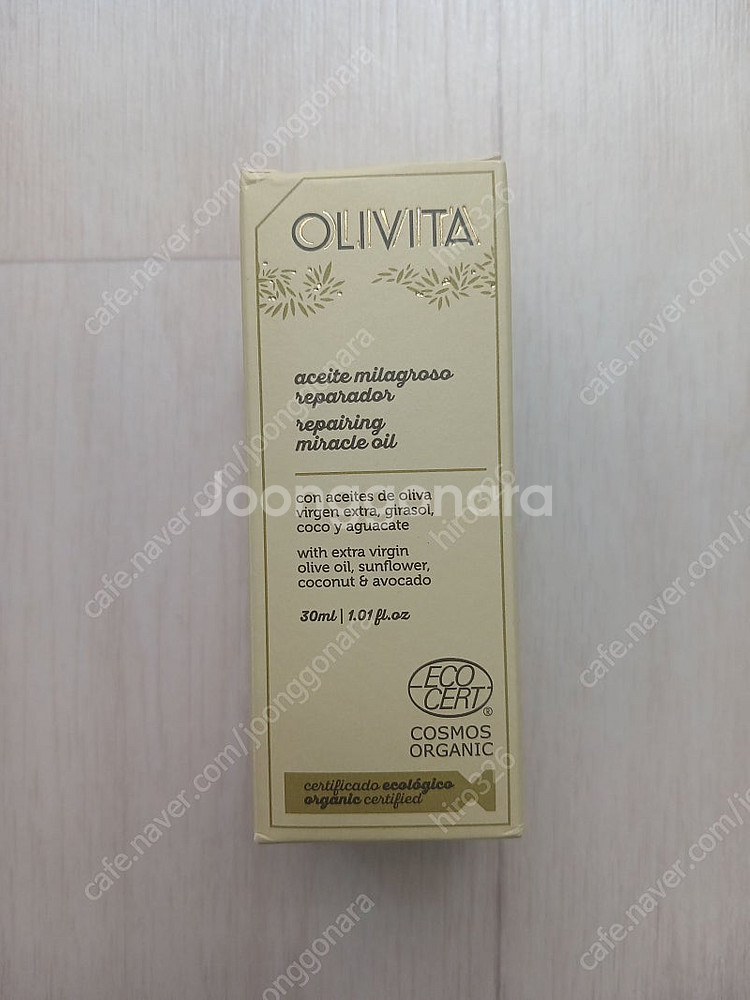 OLIVITA
aceite milagroso
reparador
repairing
miracle oil
con aceites de oliva
virgen extra, girasol,
coco y aguacate
with extra virgin
olive oil, sunflower,
coconut & avocado
30ml | 1.01 fl.oz
ECO
CERT
®
COSMOS
ORGANIC
certificado ecológico
organic certified
Joonggonara
cafe.naver.com/joonggonara
hiro326